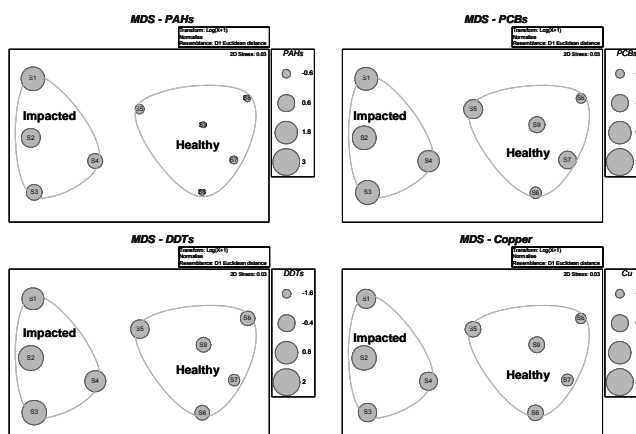 MDS - PAHs
Transform: Log(X+1)
Normalise
Resemblance: D1 Euclidean distance
2D Stress: 0.03
PAHs
-0.6
0.6
1.8
3
S1
Impacted
S2
S4
S3
S5
Healthy
S7
MDS - PCBs
Transform: Log(X+1)
Normalise
Resemblance: D1 Euclidean distance
2D Stress: 0.03
PCBs
S1
Impacted
S2
S4
S3
S5
S8
S9
Healthy
S7
S6
MDS - DDTs
Transform: Log(X+1)
Normalise
Resemblance: D1 Euclidean distance
2D Stress: 0.03
DDTs
-1.6
-0.4
0.8
2
S1
Impacted
S2
S4
S3
S5
S8
S9
Healthy
S7
S6
MDS - Copper
Transform: Log(X+1)
Normalise
Resemblance: D1 Euclidean distance
2D Stress: 0.03
Cu
S1
Impacted
S2
S4
S3
S5
S8
S9
Healthy
S7
S6